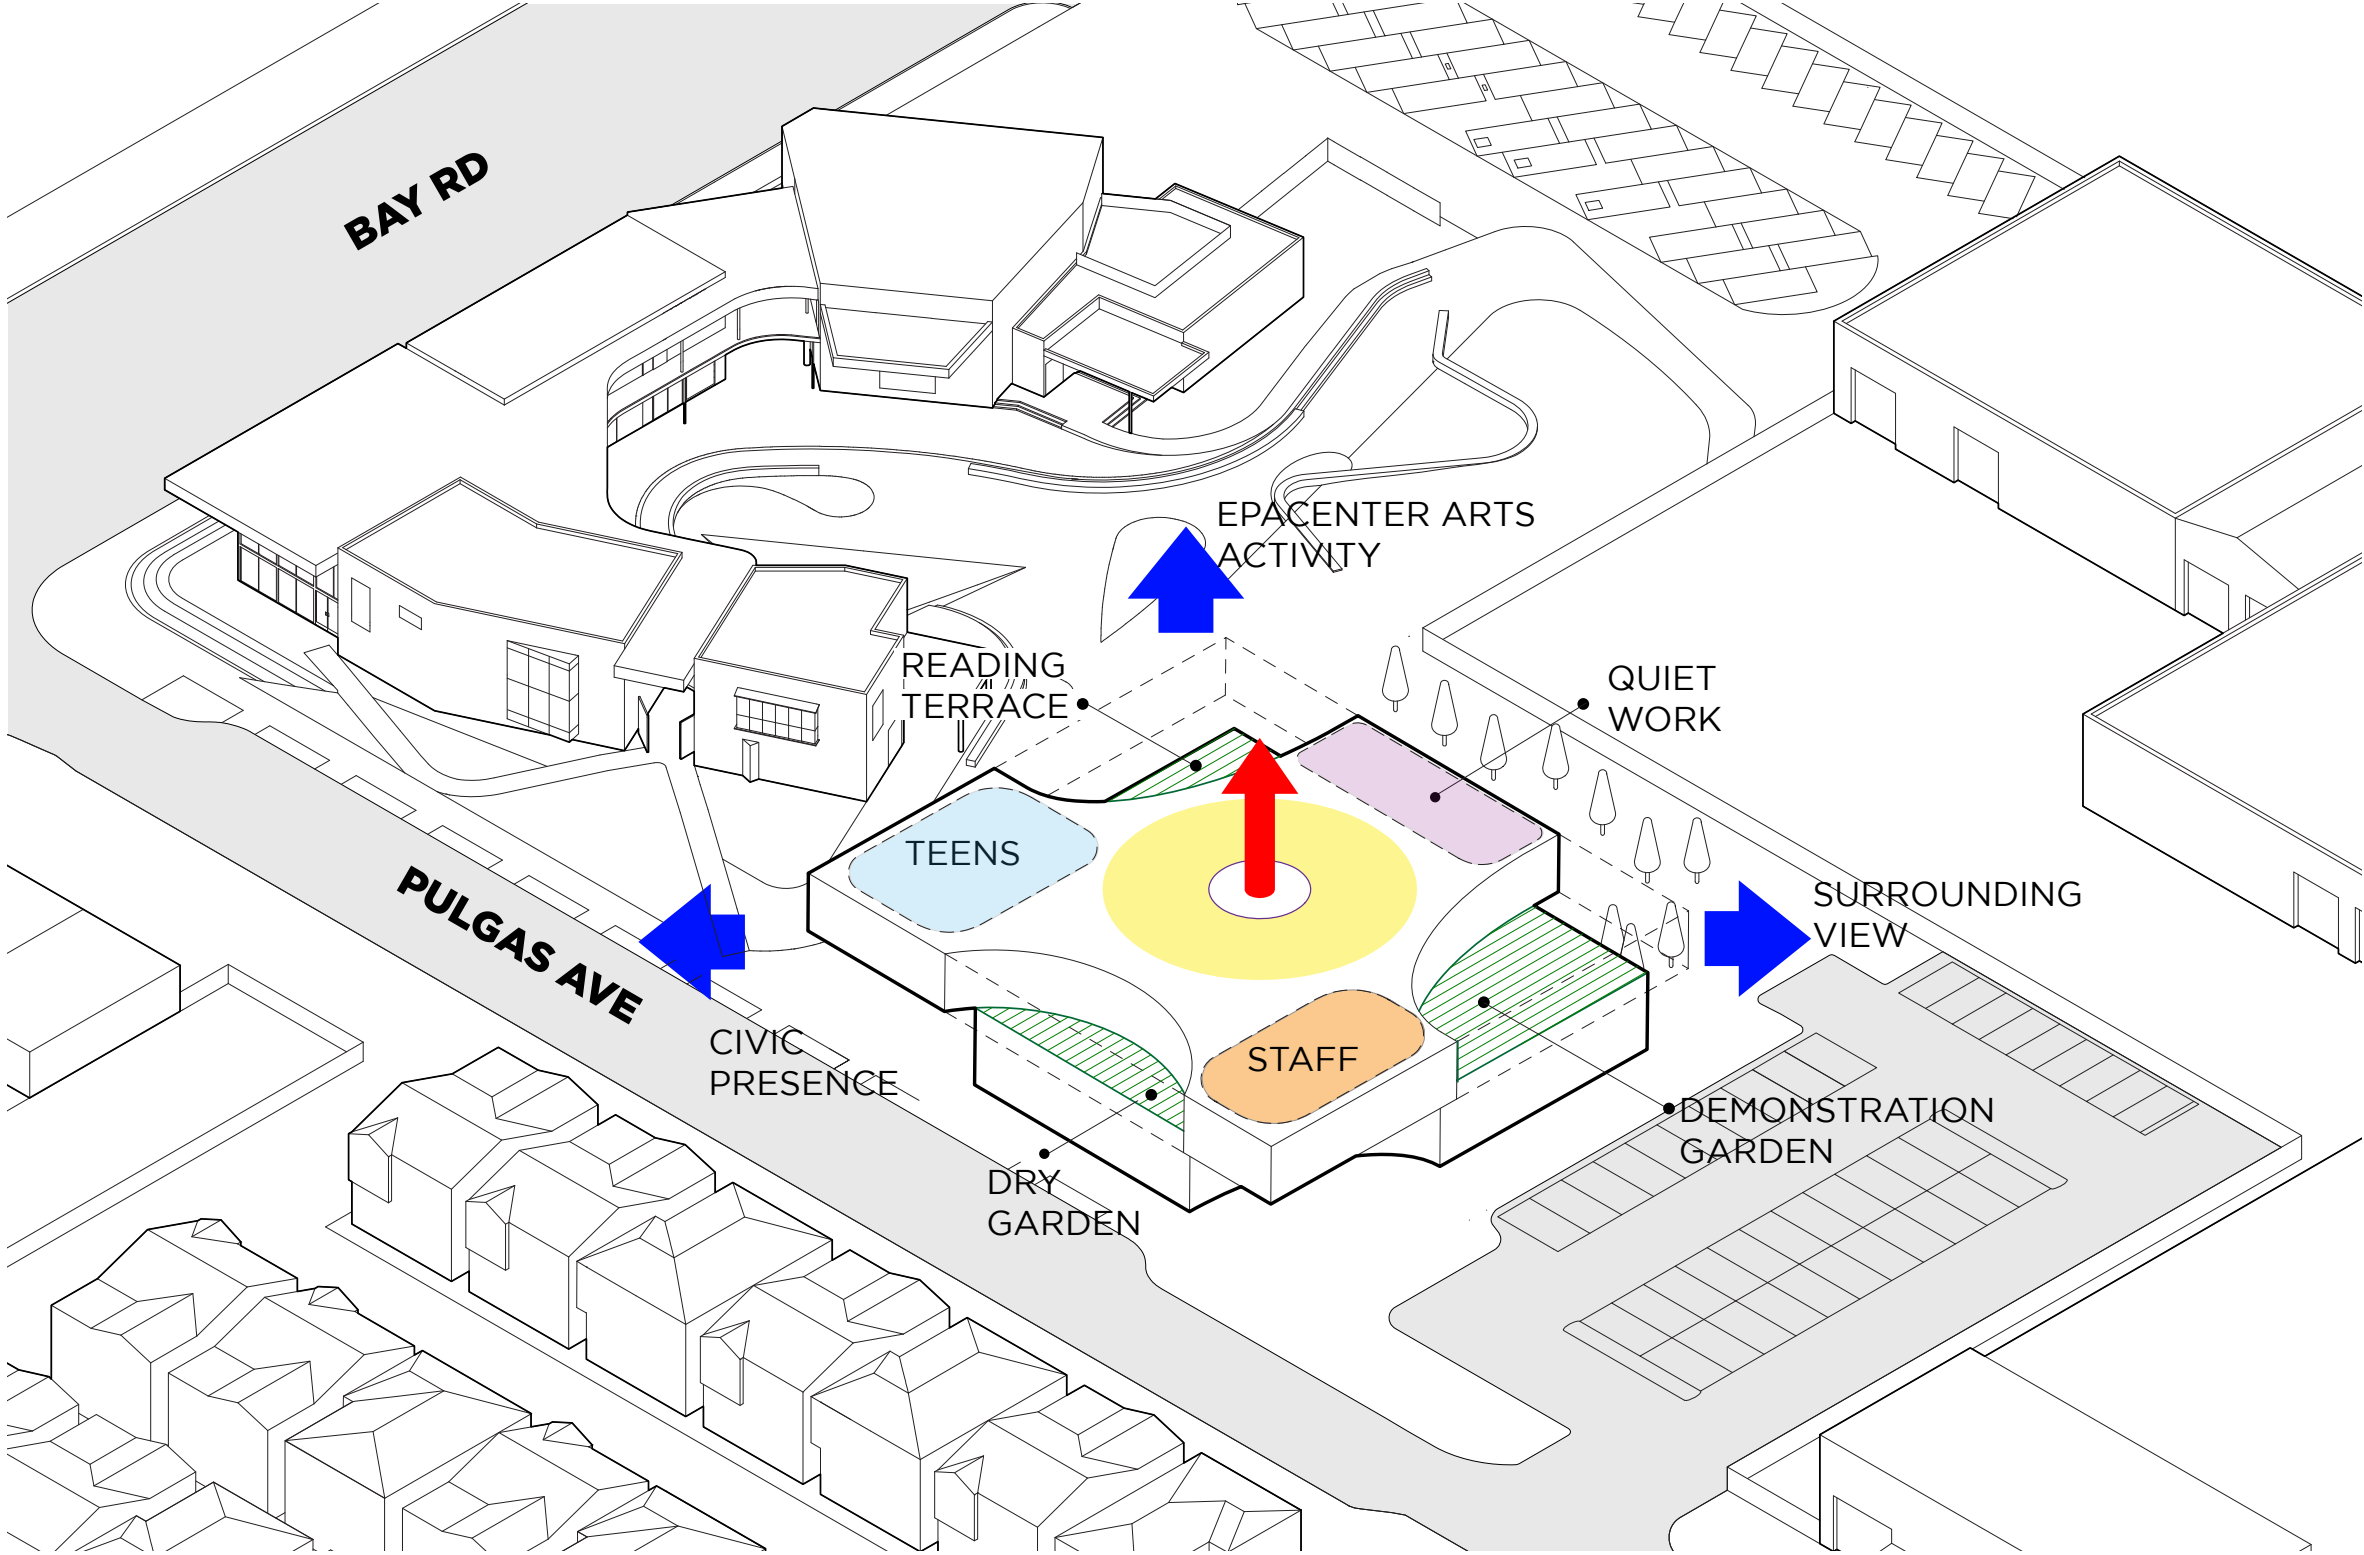 BAY RD
EPACENTER ARTS
ACTIVITY
READING
TERRACE
QUIET
WORK
TEENS
SURROUNDING
VIEW
PULGAS AVE
CIVIC
PRESENCE
STAFF
DEMONSTRATION
GARDEN
DRY
GARDEN